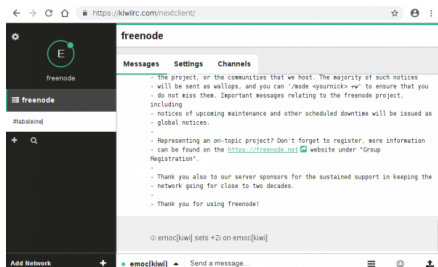 https://kiwiirc.com/nextclient/
E
freenode
freenode
#labaleine
Add Network
freenode
Messages Settings Channels
- the project, or the communities that we host. The majority of such notices
- will be sent as wallops, and you can '/mode <yournick> +w' to ensure that you
- do not miss them. Important messages relating to the freenode project,
including
- notices of upcoming maintenance and other scheduled downtime will be issued as
- global notices.
-
- Representing an on-topic project? Don't forget to register, more information
- can be found on the https://freenode.net website under "Group
Registration".
-
- Thank you also to our server sponsors for the sustained support in keeping the
- network going for close to two decades.
-
- Thank you for using freenode!
emoc[kiwi] sets +Zi on emoc[kiwi]
emoc[kiwi] Send a message...